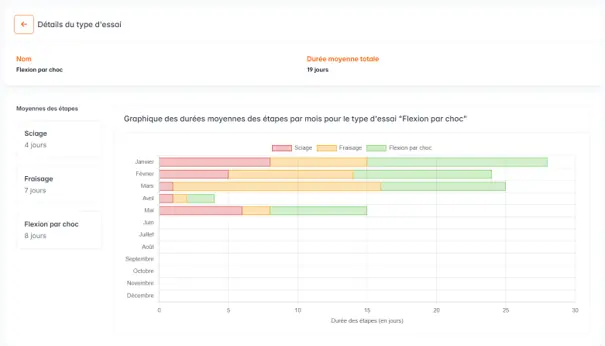 Détails du type d'essai
Nom
Durée moyenne totale
Flexion par choc
19 jours
Moyennes des étapes
Sciage
4 jours
Fraisage
7 jours
Flexion par choc
8 jours
Graphique des durées moyennes des étapes par mois pour le type d'essai "Flexion par choc"
Sciage Fraisage Flexion par choc
Janvier
Février
Mars
Avril
Mai
Juin
Juillet
Août
Septembre
Octobre
Novembre
Décembre
0 5 10 15 20 25 30
Durée des étapes (en jours)